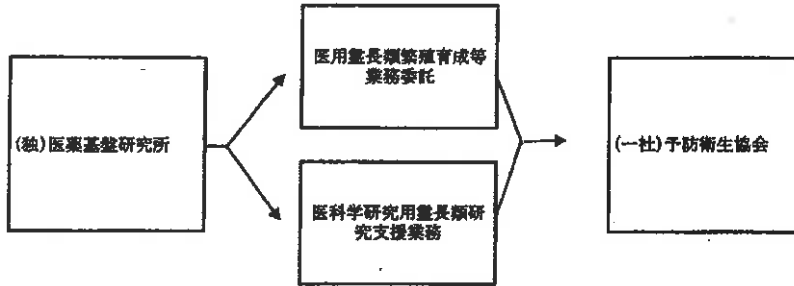 医用霊長類繁殖育成等
業務委託
(独)医薬基盤研究所
(一社)予防衛生協会
医科学研究用霊長類研
究支援業務